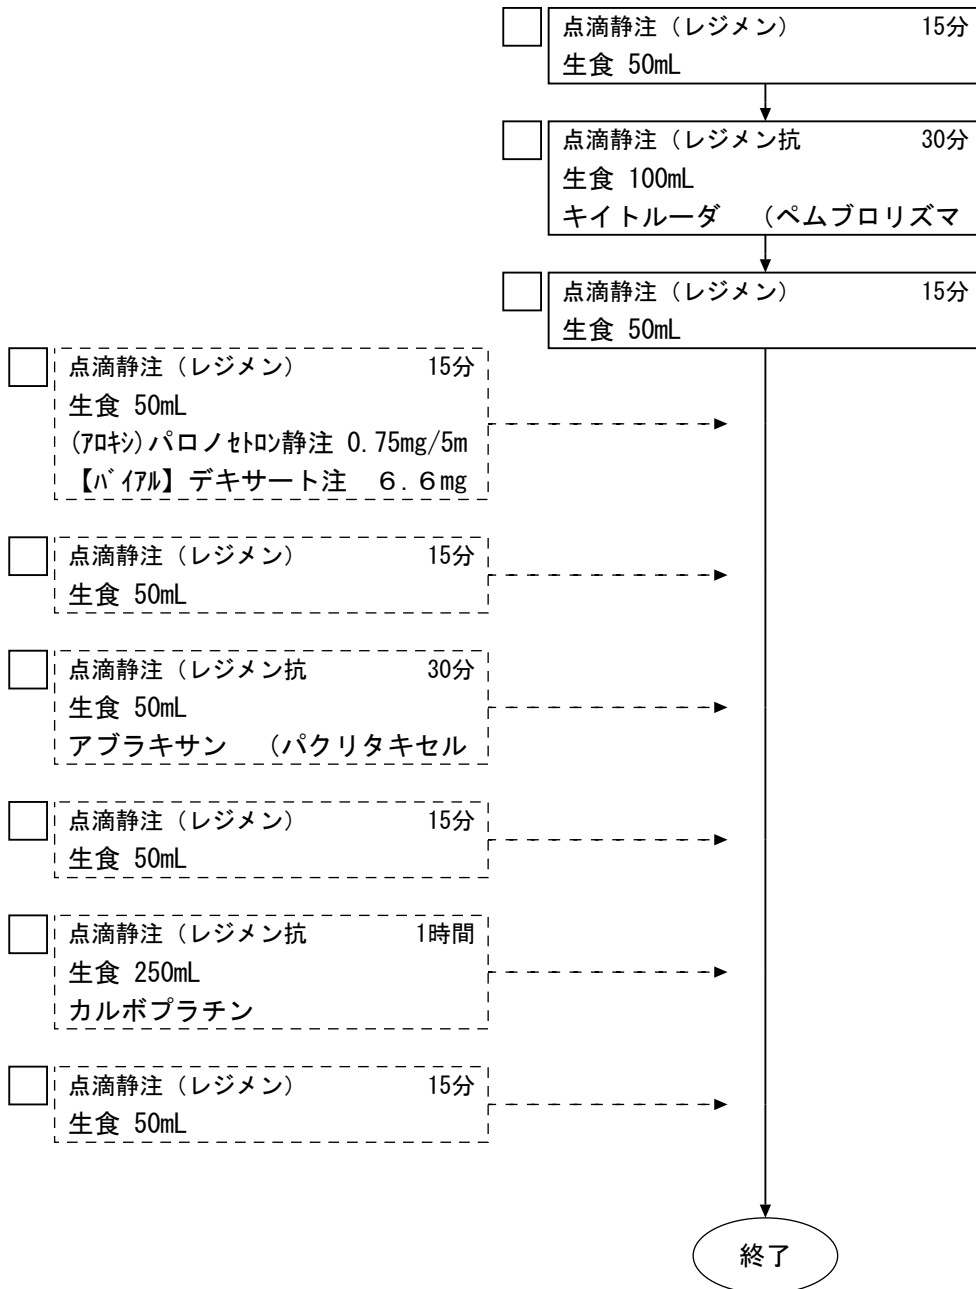 点滴静注（レジメン） 15分
生食 50mL
点滴静注（レジメン抗 30分
生食 100mL
キイトルーダ （ペムブロリズマ
点滴静注（レジメン） 15分
生食 50mL
点滴静注（レジメン） 15分
生食 50mL
(ｱﾛｷｼ)パロノｾﾄﾛﾝ静注 0.75mg/5m
【ﾊﾞｲｱﾙ】デキサート注 ６.６mg
点滴静注（レジメン） 15分
生食 50mL
点滴静注（レジメン抗 30分
生食 50mL
アブラキサン （パクリタキセル
点滴静注（レジメン） 15分
生食 50mL
点滴静注（レジメン抗 1時間
生食 250mL
カルボプラチン
点滴静注（レジメン） 15分
生食 50mL
終了